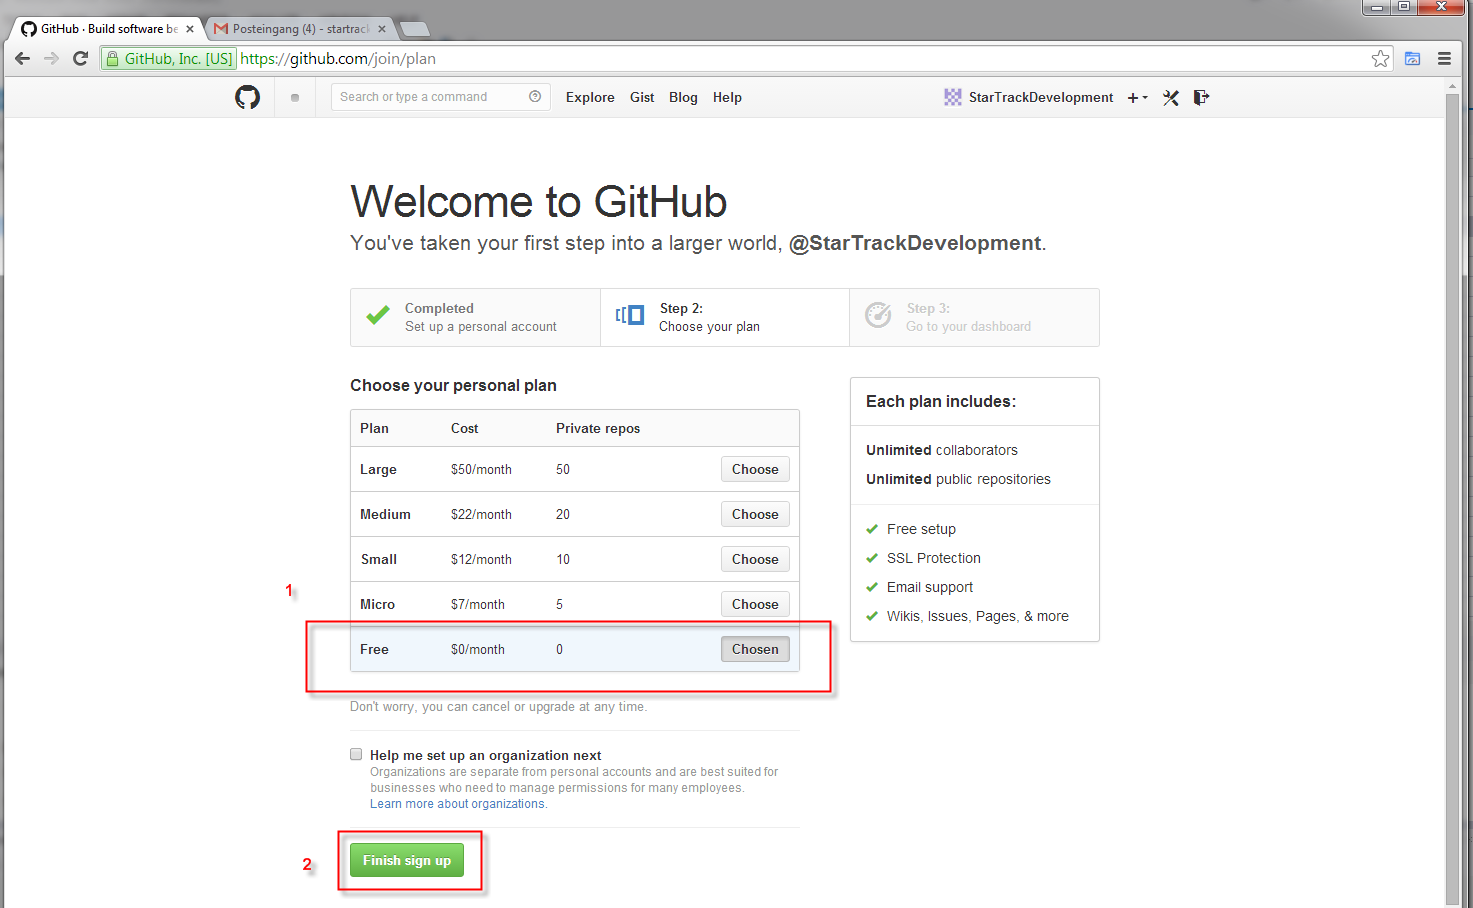 GitHub · Build software be
Posteingang (4) - startrack
GitHub, Inc. [US] https://github.com/join/plan
Search or type a command
Explore Gist Blog Help
StarTrackDevelopment
Welcome to GitHub
You've taken your first step into a larger world, @StarTrackDevelopment.
Completed
Set up a personal account
Step 2:
Choose your plan
Step 3:
Go to your dashboard
Choose your personal plan
Plan Cost Private repos
Large $50/month 50 Choose
Medium $22/month 20 Choose
Small $12/month 10 Choose
1
Micro $7/month 5 Choose
Free $0/month 0 Chosen
Don't worry, you can cancel or upgrade at any time.
Help me set up an organization next
Organizations are separate from personal accounts and are best suited for
businesses who need to manage permissions for many employees.
Learn more about organizations.
2
Finish sign up
Each plan includes:
Unlimited collaborators
Unlimited public repositories
Free setup
SSL Protection
Email support
Wikis, Issues, Pages, & more